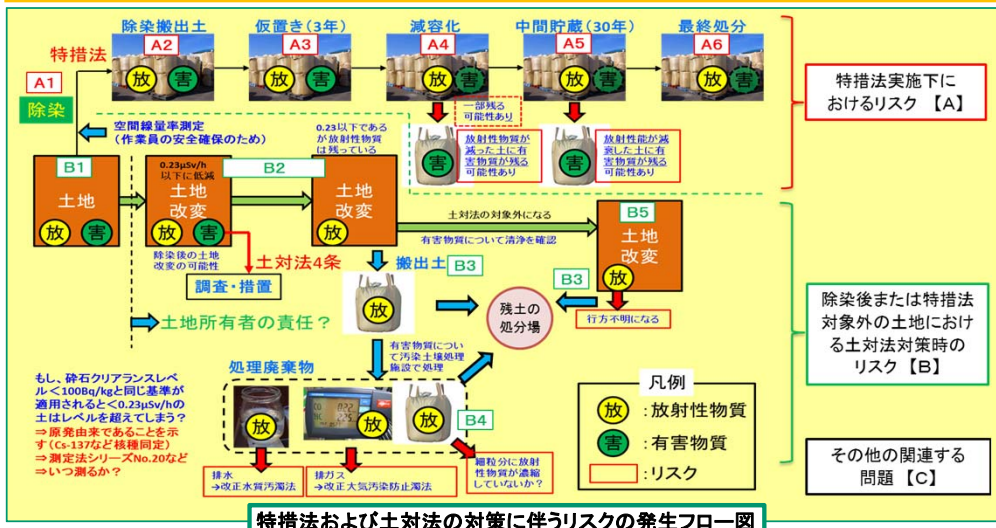 除染搬出土
仮置き(3年)
減容化
中間貯蔵(30年)
最終処分
特措法
A1
A2
A3
A4
A5
A6
除染
放
害
放
害
放
害
放
害
放
害
一部残る
可能性あり
害
放射性物質が
減った土に有
害物質が残る
可能性あり
害
放射性能が減
衰した土に有
害物質が残る
可能性あり
特措法実施下に
おけるリスク 【A】
空間線量率測定
(作業員の安全確保のため)
0.23以下である
が放射性物質
は残っている
B1
土地
放
害
0.23μSv/h
以下に低減
B2
土地
改変
放
害
土地
改変
放
除染後の土地
改変の可能性
土対法4条
調査・措置
土対法の対象外になる
有害物質について清浄を確認
B5
土地
改変
放
搬出土
B3
放
B3
残土の
処分場
行方不明になる
土地所有者の責任?
有害物質につい
て汚染土壌処理
施設で処理
処理廃棄物
放
放
放
B4
排水
→改正水質汚濁法
排ガス
→改正大気汚染防止濁法
細粒分に放射
性物質が濃縮
していないか?
もし、砕石クリアランスレベ
ル<100Bq/kgと同じ基準が
適用されると<0.23μSv/hの
土はレベルを超えてしまう?
⇒原発由来であることを示
す(Cs-137など核種同定)
⇒測定法シリーズNo.20など
⇒いつ測るか?
凡例
放
:放射性物質
害
:有害物質
:リスク
除染後または特措法
対象外の土地におけ
る土対法対策時の
リスク 【B】
その他の関連する
問題 【C】
特措法および土対法の対策に伴うリスクの発生フロー図